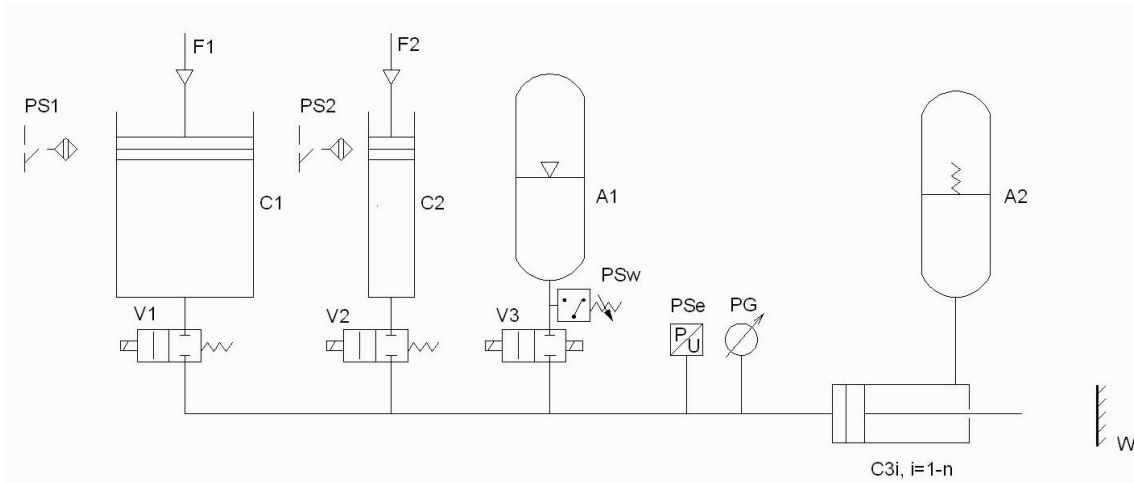 F1
F2
PS1
PS2
C1
C2
A1
A2
PSw
V1
V2
V3
PSe
PG
P
U
W
C3i, i=1-n